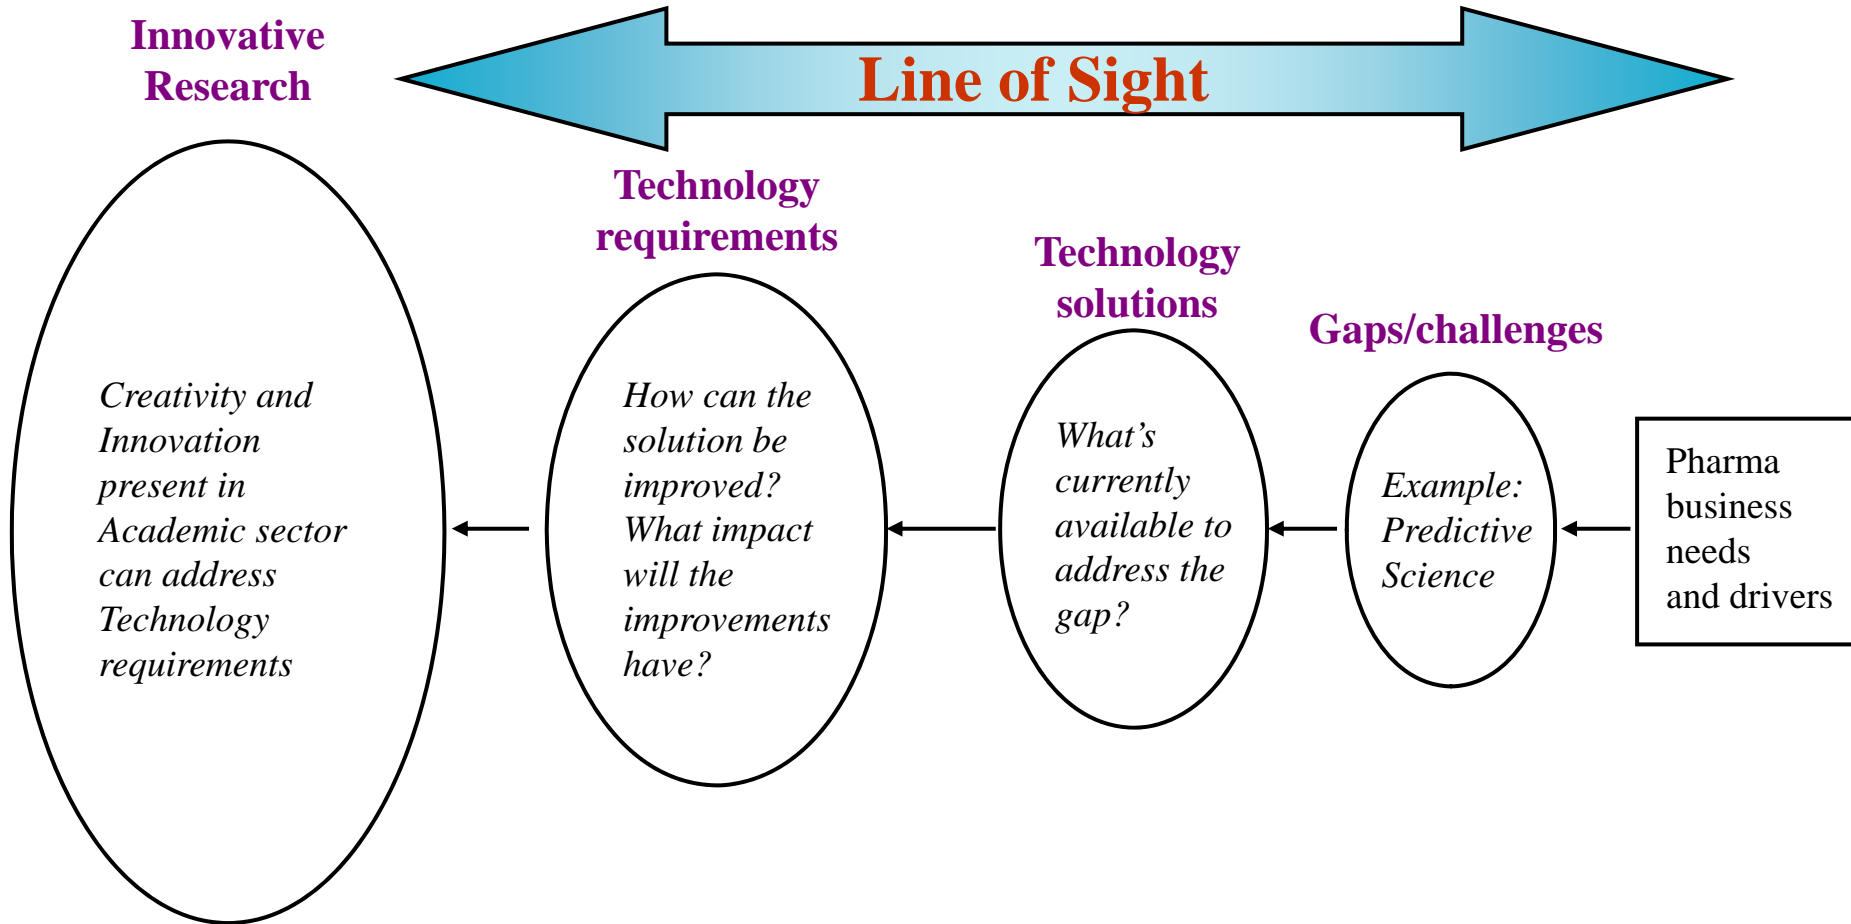 Innovative
Research
Line of Sight
Technology
requirements
Technology
solutions
Gaps/challenges
Creativity and
Innovation
present in
Academic sector
can address
Technology
requirements
How can the
solution be
improved?
What impact
will the
improvements
have?
What’s
currently
available to
address the
gap?
Example:
Predictive
Science
Pharma
business
needs
and drivers